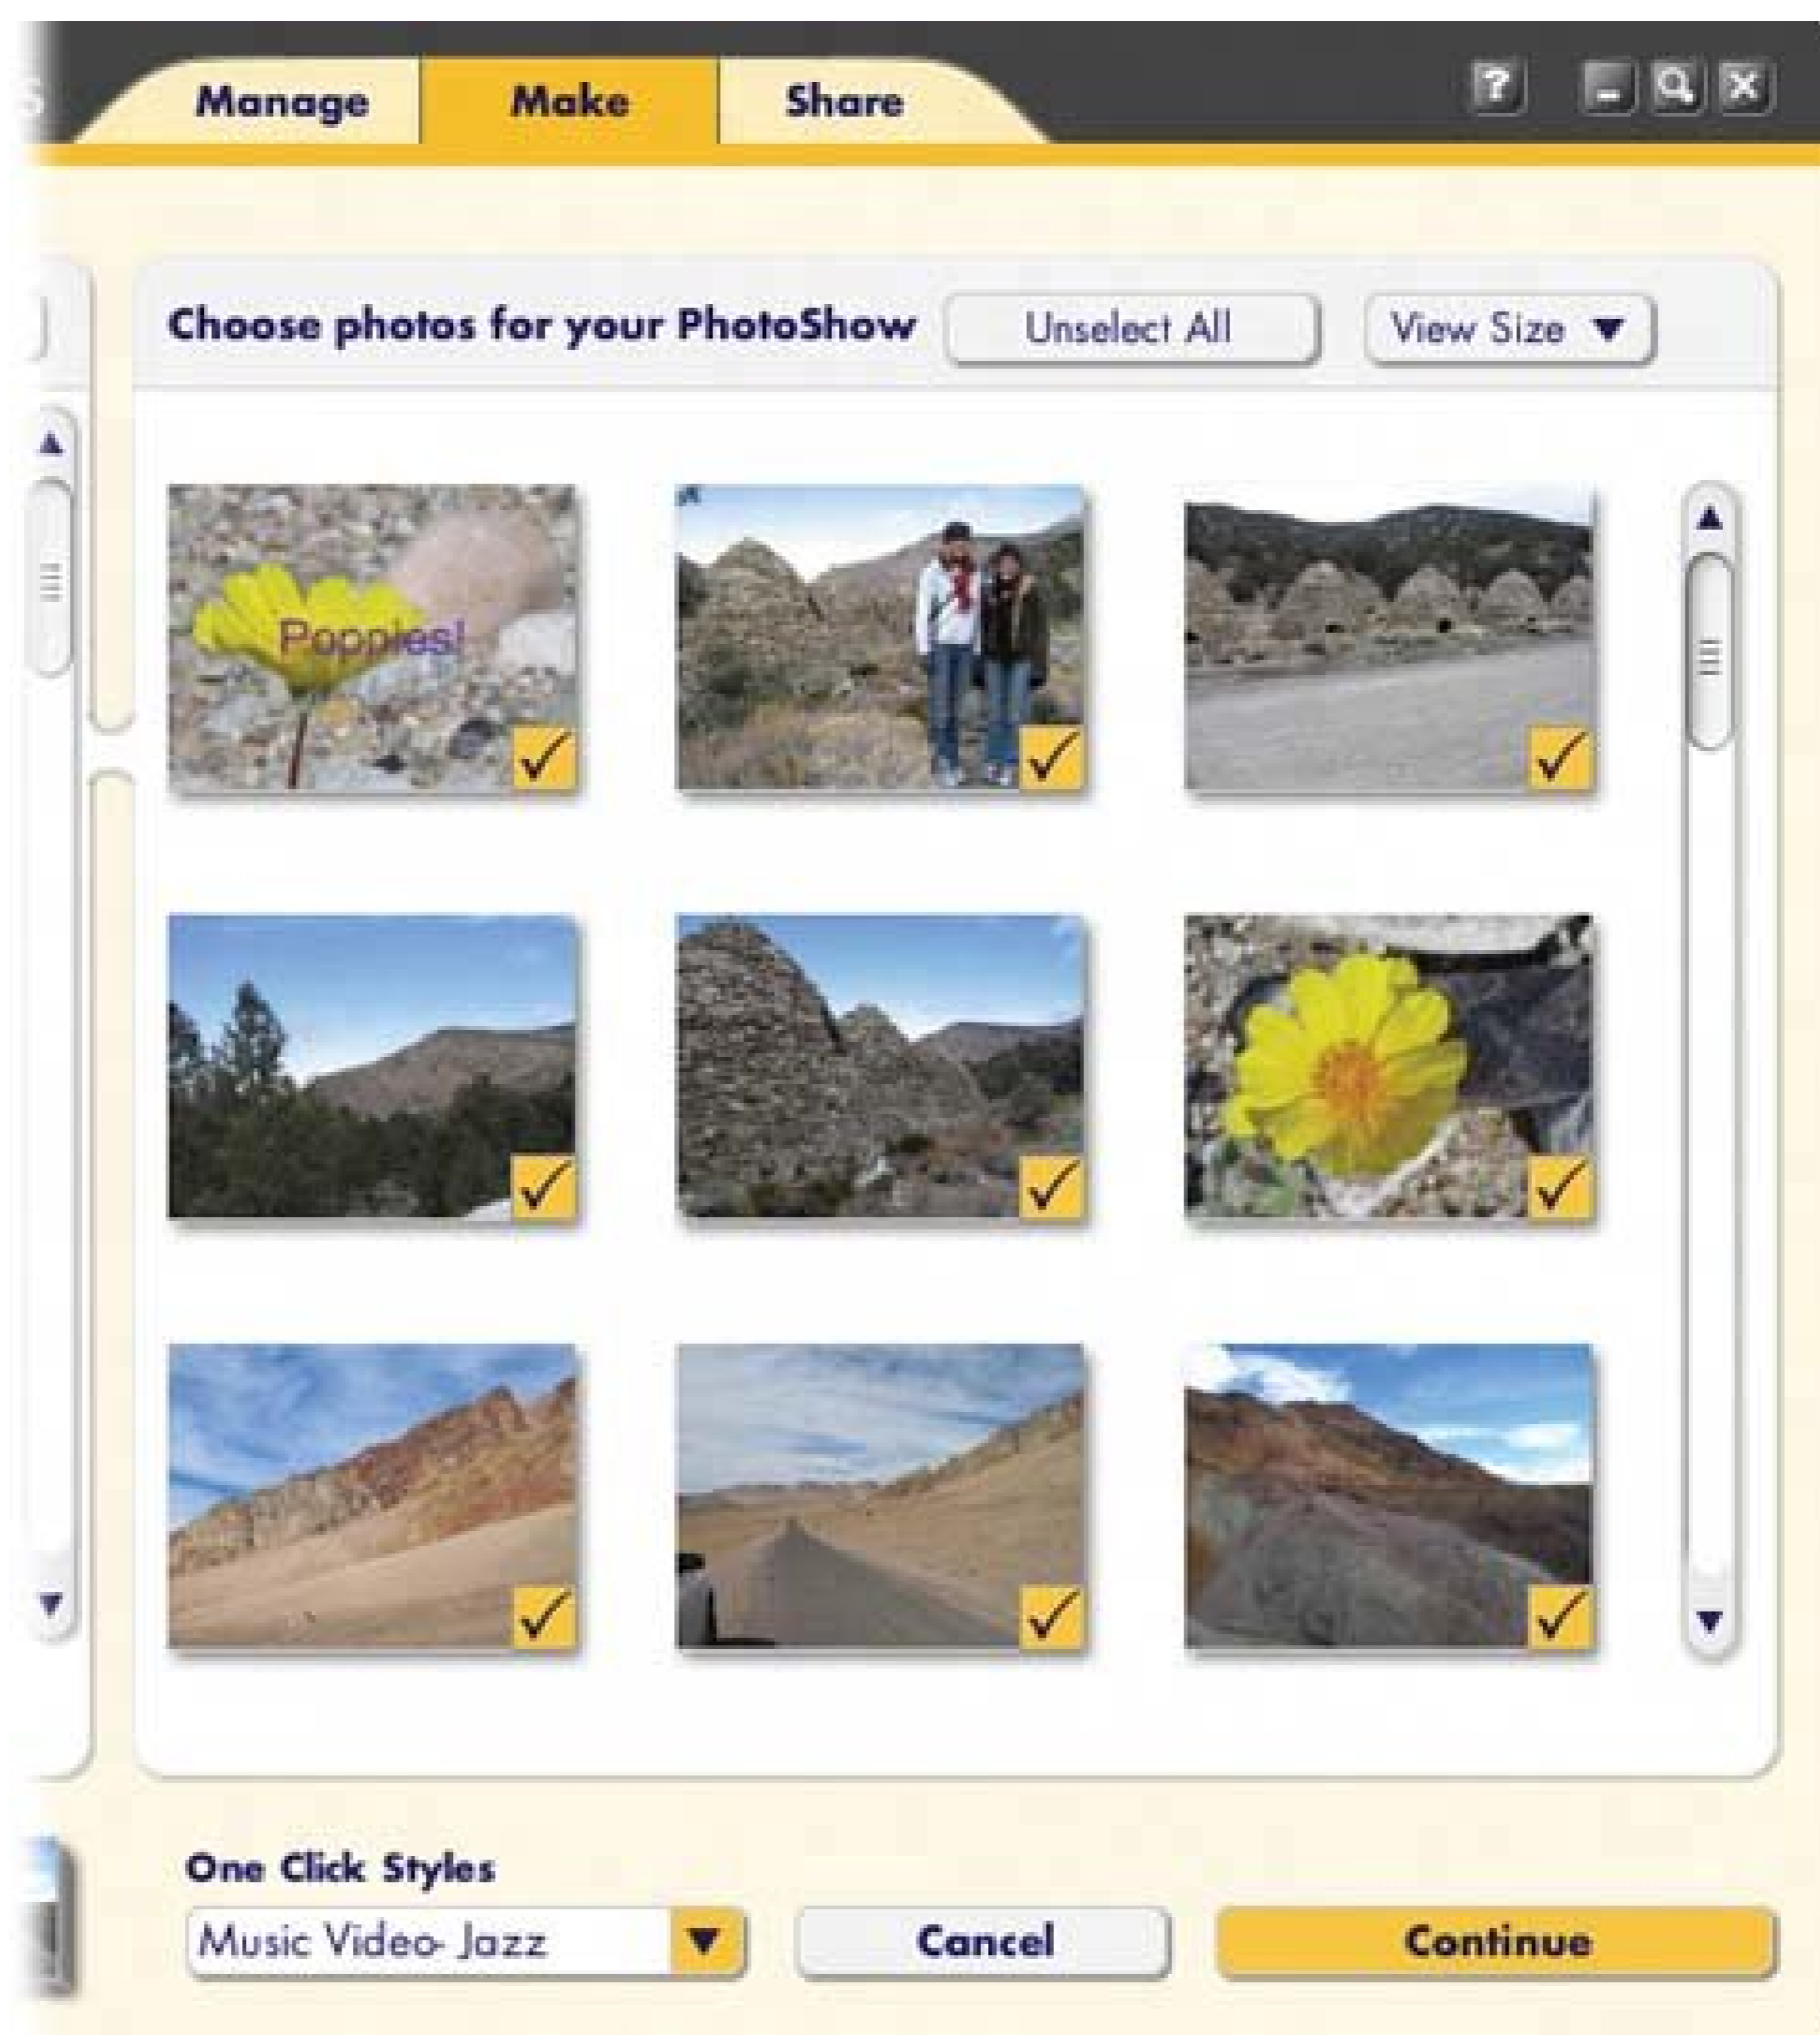 Manage Make Share ?
Choose photos for your PhotoShow Unselect All View Size
Poppies!
One Click Styles
Music Video- Jazz Cancel Continue